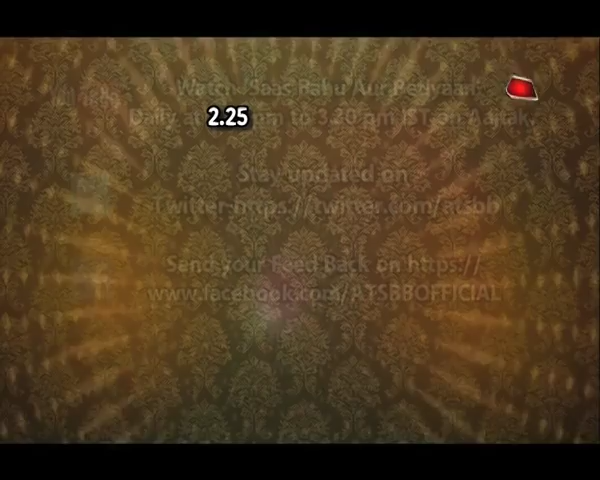 Watch Saas Bahu Aur Betiyaan
Daily at 2.25 pm to 3.30 pm IST on Aajtak.
Stay updated on
Twitter-https://twitter.com/atsbb
Send your Feed Back on https://
www.facebook.com/ATSBBOFFICIAL